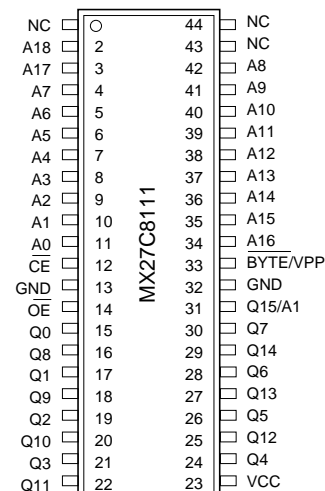 NC 44 NC
A18 2 43 NC
A17 3 42 A8
A7 4 41 A9
A6 5 40 A10
A5 6 39 A11
A4 7 38 A12
A3 8 37 A13
A2 9 36 A14
A1 10 35 A15
A0 11 34 A16
CE 12 33 BYTE/VPP
GND 13 32 GND
OE 14 31 Q15/A1
Q0 15 30 Q7
Q8 16 29 Q14
Q1 17 28 Q6
Q9 18 27 Q13
Q2 19 26 Q5
Q10 20 25 Q12
Q3 21 24 Q4
Q11 22 23 VCC
MX27C8111